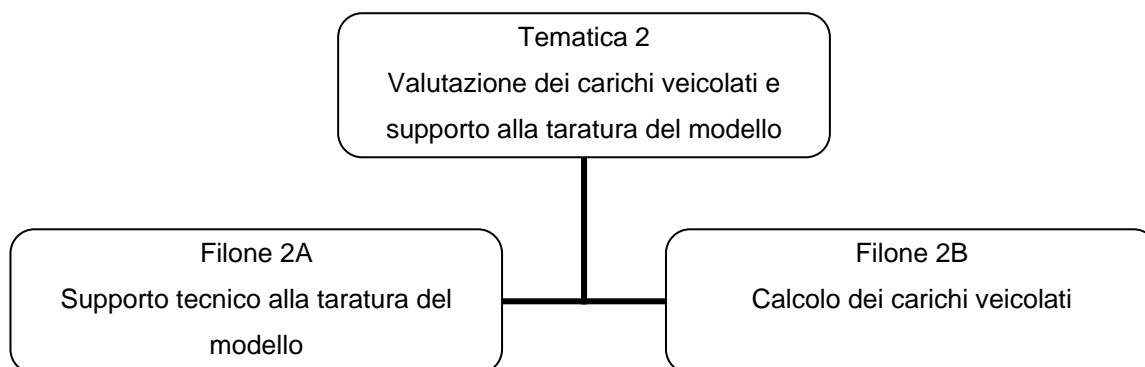 Tematica 2
Valutazione dei carichi veicolati e
supporto alla taratura del modello
Filone 2A
Supporto tecnico alla taratura del
modello
Filone 2B
Calcolo dei carichi veicolati